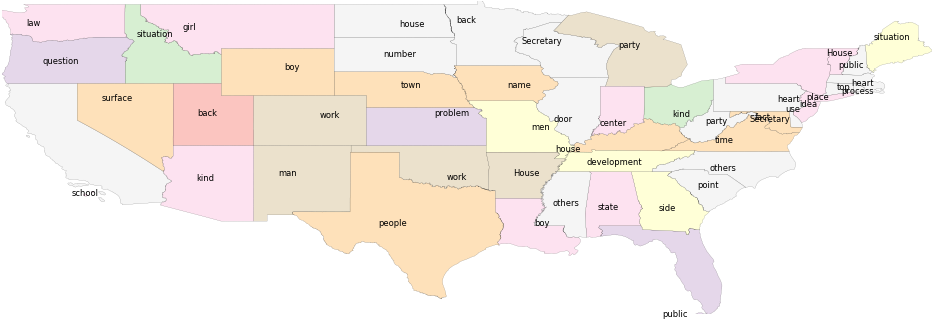 law
situation
girl
house
back
Secretary
party
situation
House
public
question
boy
number
town
name
surface
back
work
problem
men
door
center
kind
party
heart
use
top
heart
process
place
idea
fact
Secretary
time
house
development
House
work
man
kind
school
people
boy
others
state
side
point
others
public